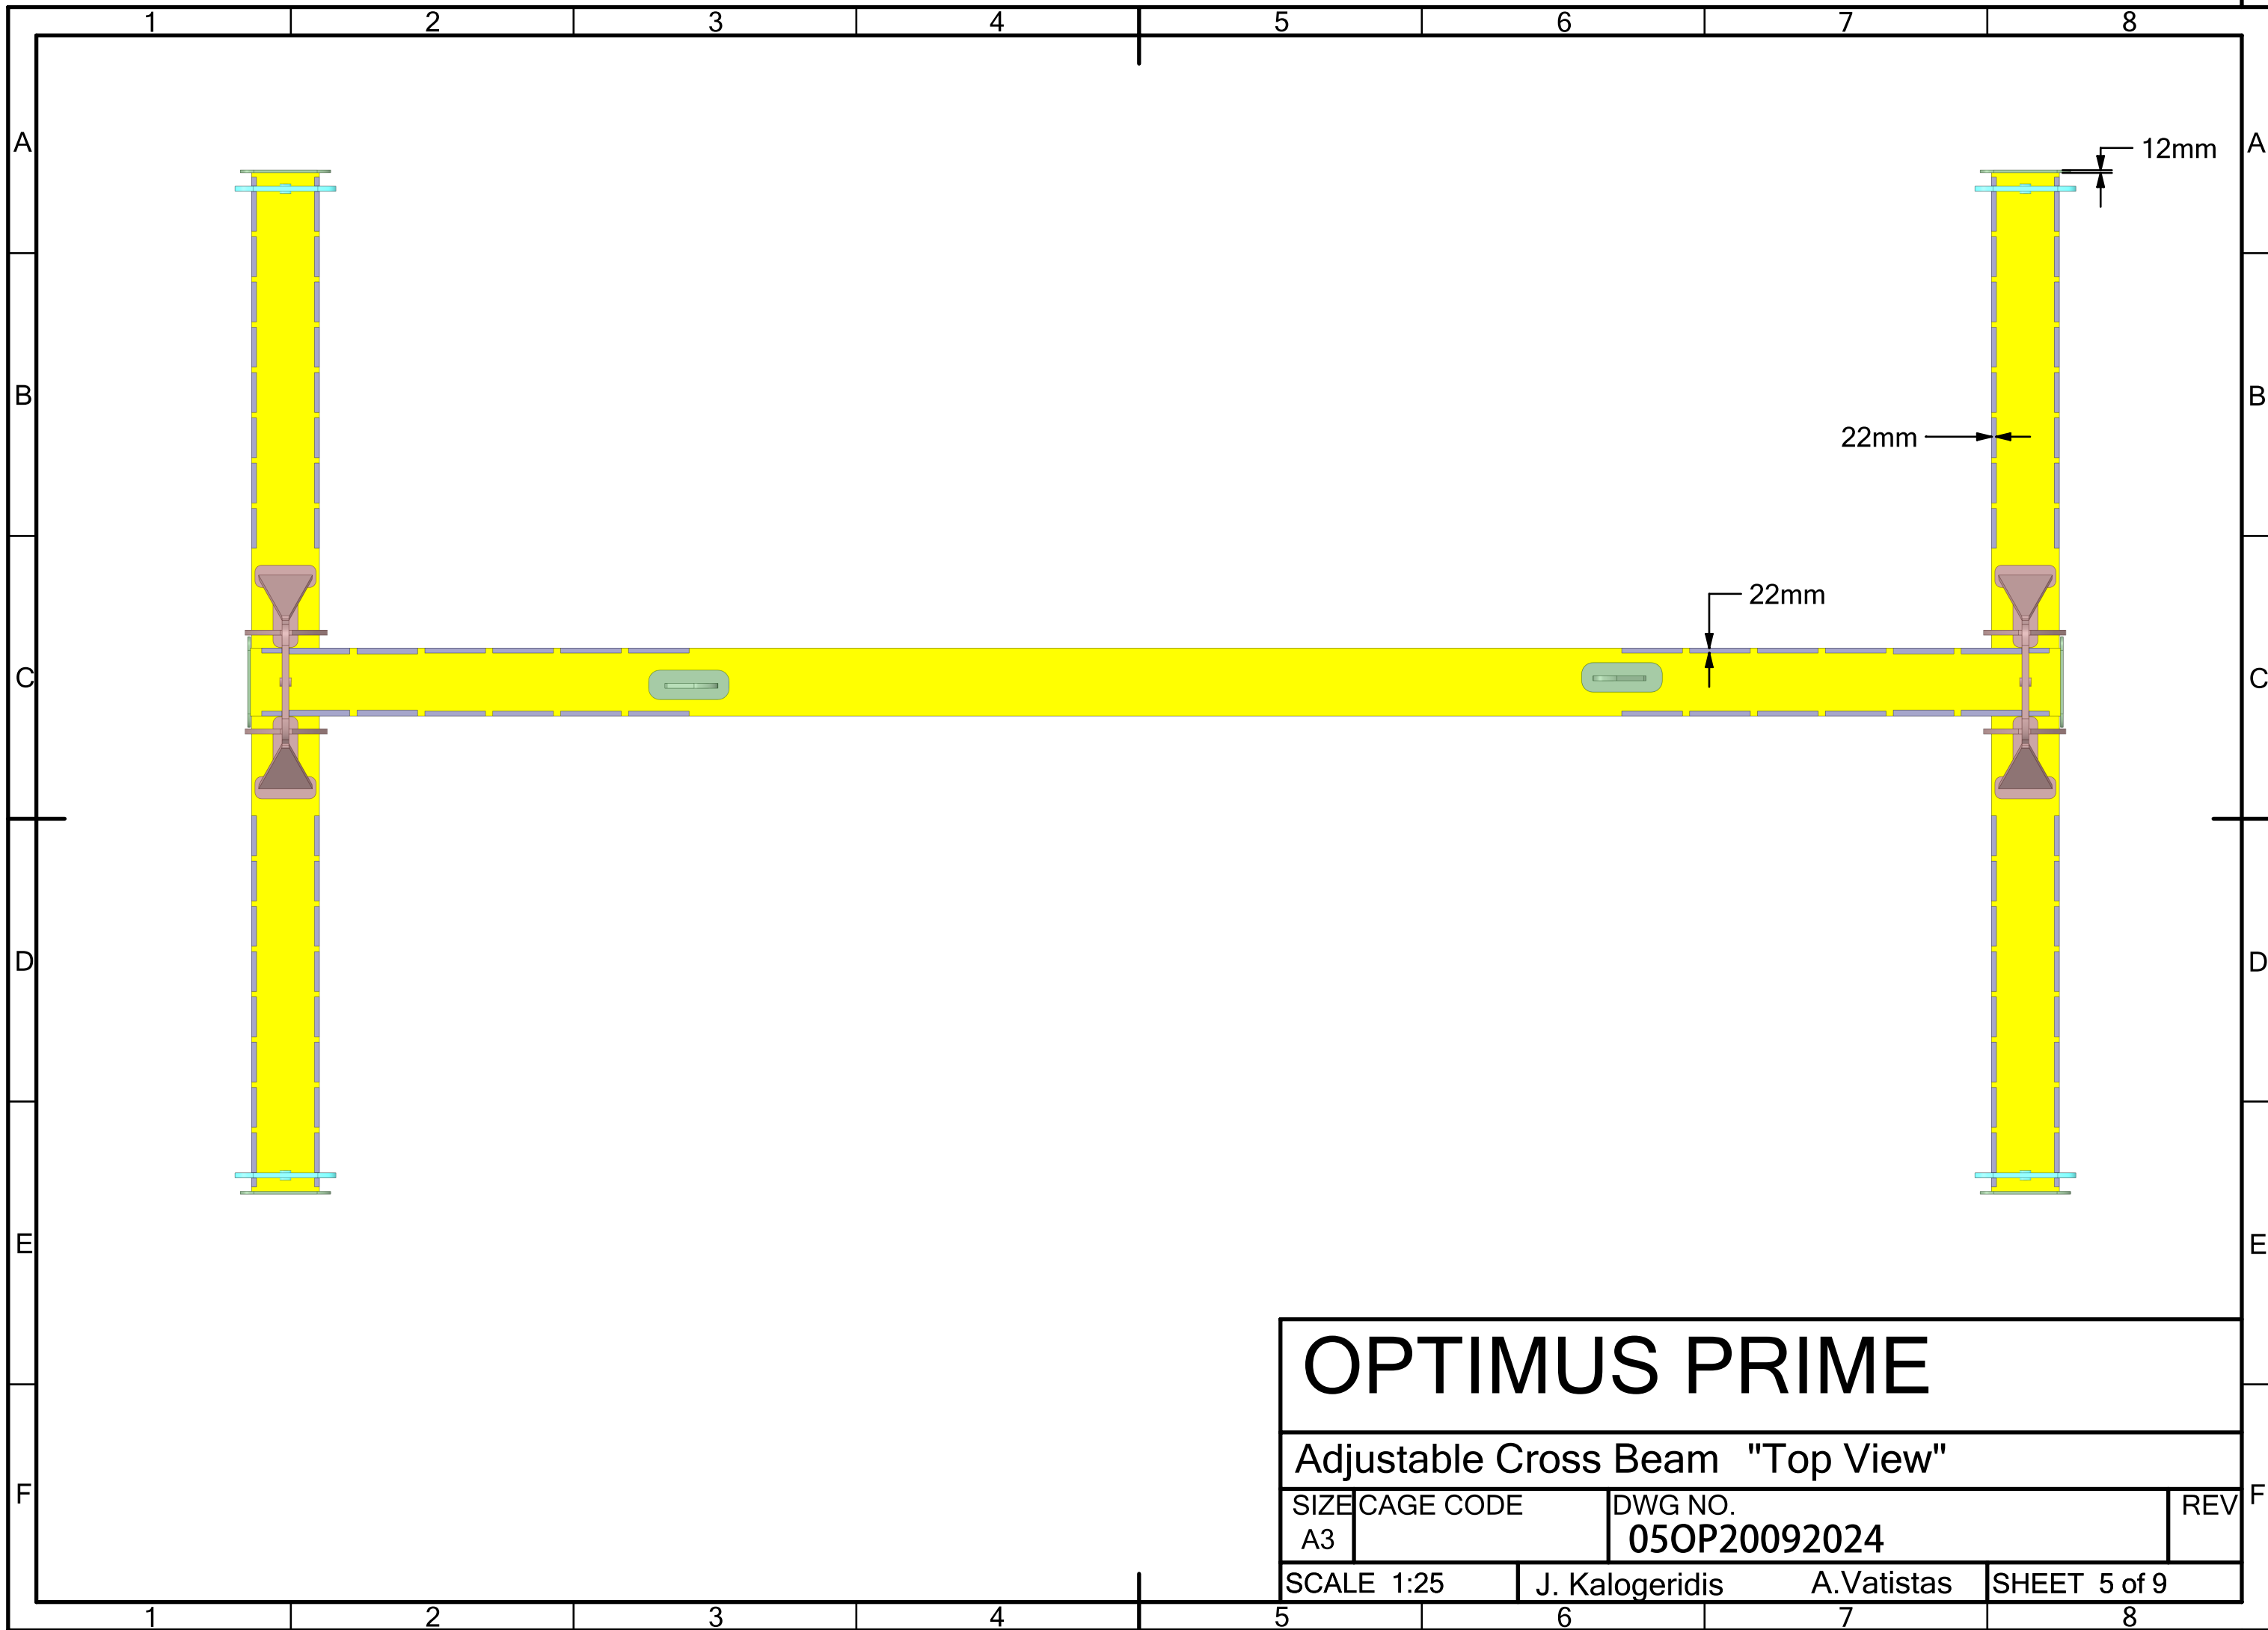 1 2 3 4 5 6 7 8
A A
12mm
B B
22mm
22mm
C C
D D
E E
OPTIMUS PRIME
Adjustable Cross Beam "Top View"
F F
SIZE CAGE CODE DWG NO. REV
A3 05OP20092024
SCALE 1:25 J. Kalogeridis A.Vatistas SHEET 5 of 9
1 2 3 4 5 6 7 8